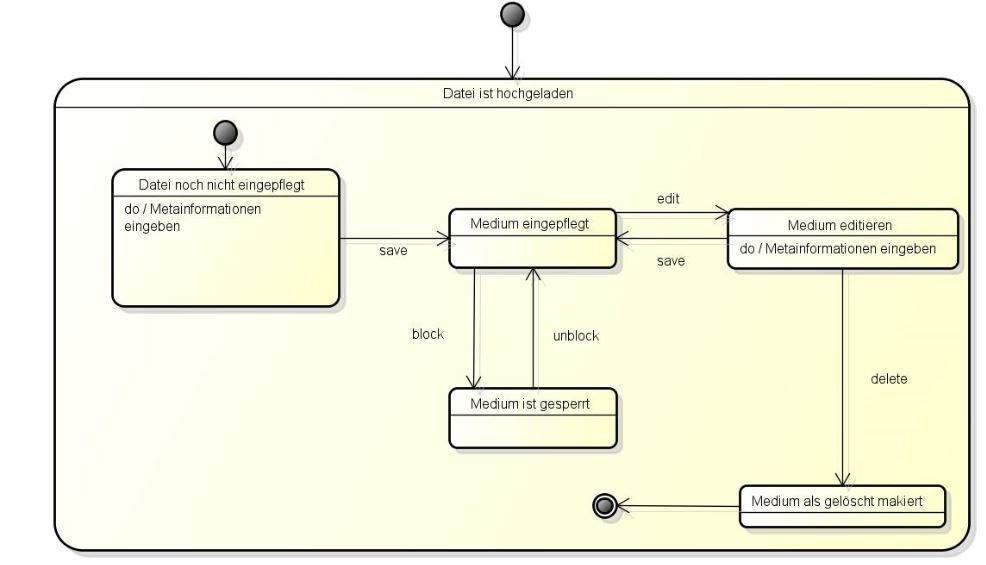 Datei ist hochgeladen
Datei noch nicht eingepflegt
do / Metainformationen
eingeben
save
Medium eingepflegt
edit
save
Medium editieren
do / Metainformationen eingeben
block
unblock
delete
Medium ist gesperrt
Medium als gelöscht makiert